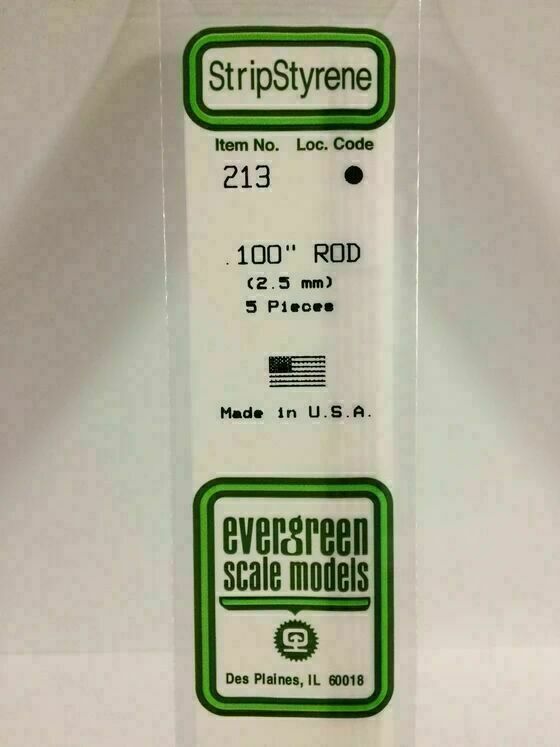 StripStyrene
Item No. Loc. Code
213 ●
.100" ROD
(2.5 mm)
5 Pieces
Made in U.S.A.
evergreen
scale models
Des Plaines, IL 60018